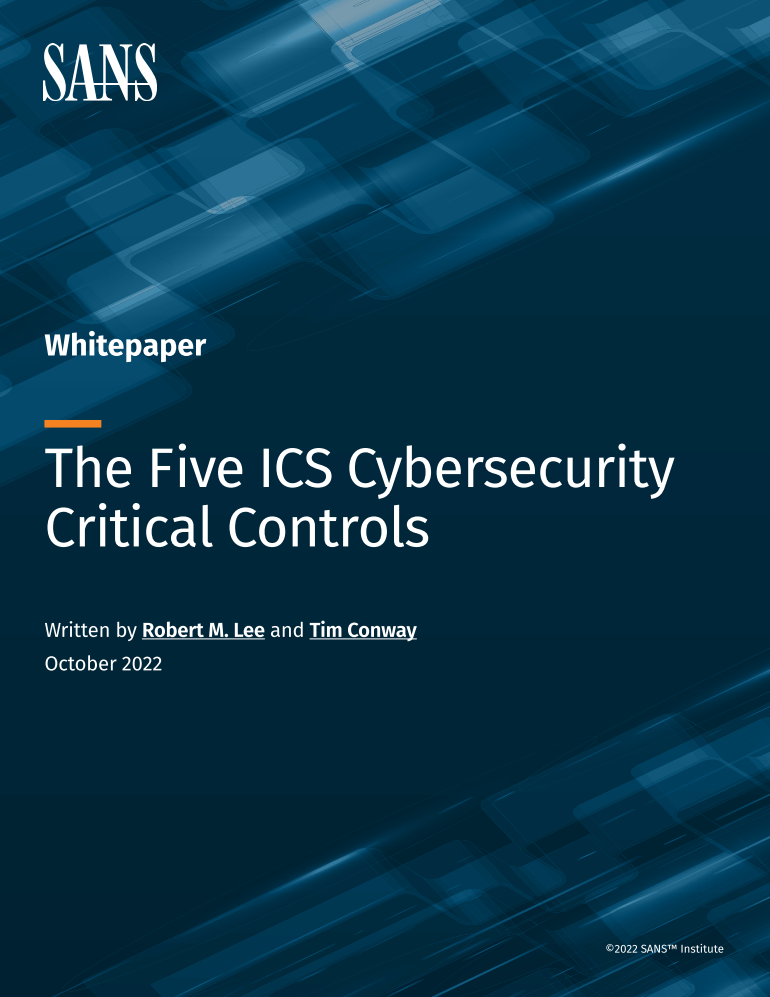 SANS
Whitepaper
The Five ICS Cybersecurity
Critical Controls
Written by Robert M. Lee and Tim Conway
October 2022
©2022 SANS™ Institute